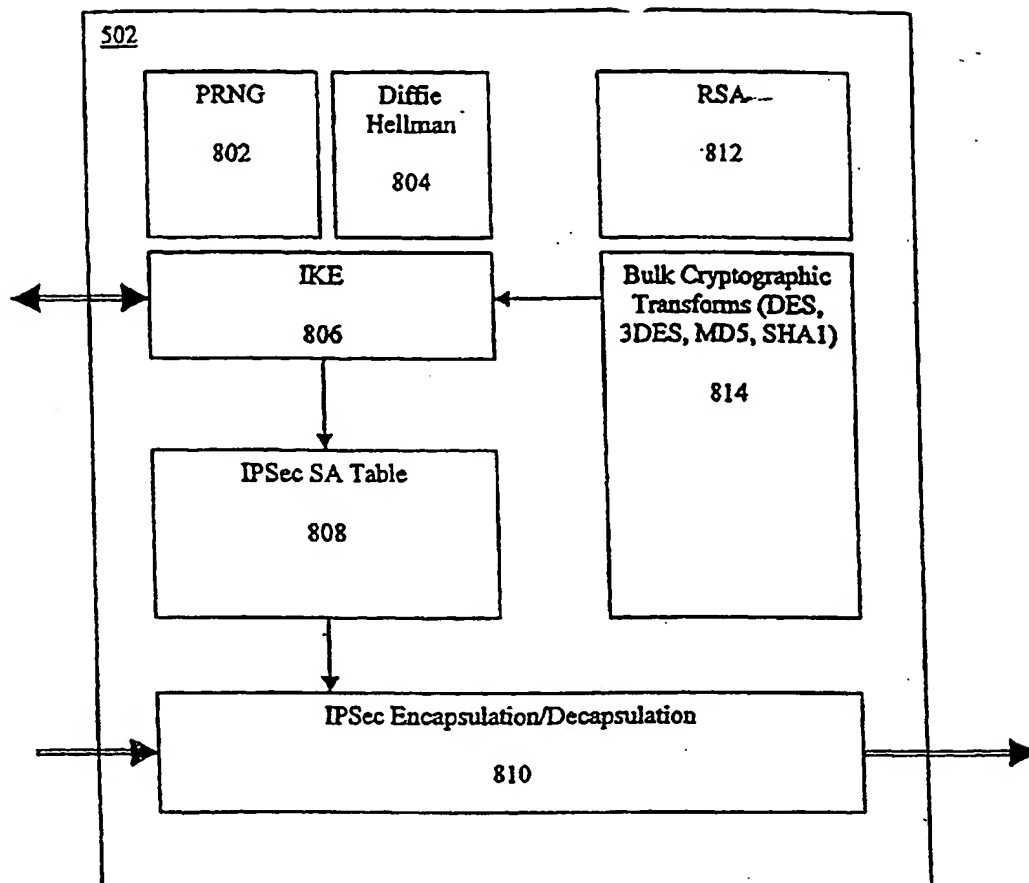 502
PRNG
802
Diffie
Hellman
804
RSA
812
IKE
806
Bulk Cryptographic
Transforms (DES,
3DES, MD5, SHA1)
814
IPSec SA Table
808
IPSec Encapsulation/Decapsulation
810